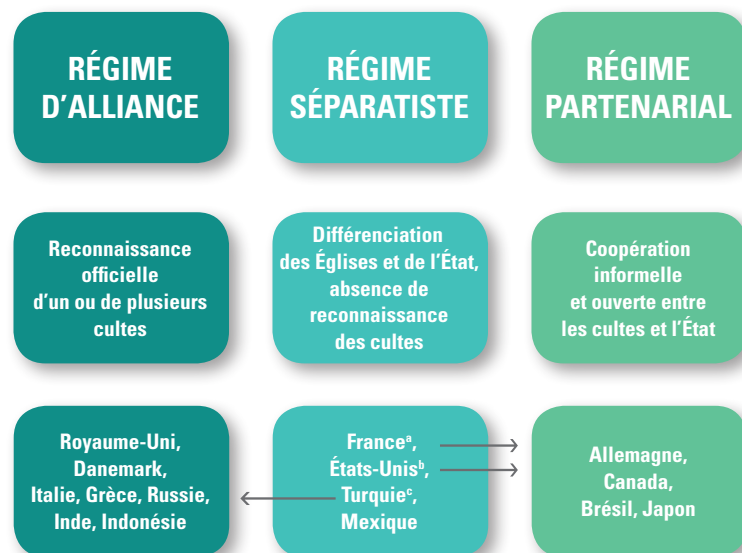 RÉGIME
D'ALLIANCE
RÉGIME
SÉPARATISTE
RÉGIME
PARTENARIAL
Reconnaissance
officielle
d'un ou de plusieurs
cultes
Différenciation
des Églises et de l'État,
absence de
reconnaissance
des cultes
Coopération
informelle
et ouverte entre
les cultes et l'État
Royaume-Uni,
Danemark,
Italie, Grèce, Russie,
Inde, Indonésie
Franceᵃ,
États-Unisᵇ,
Turquieᶜ,
Mexique
Allemagne,
Canada,
Brésil, Japon